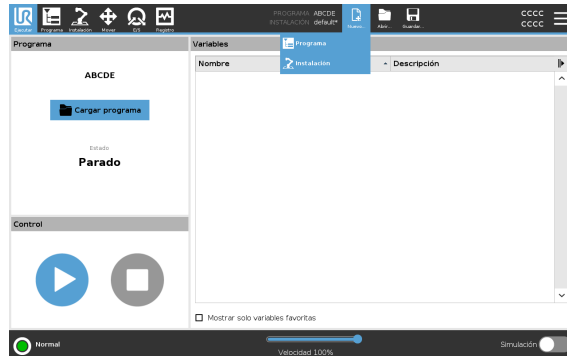 UR
Ejecutar Programa Instalación Mover E/S Registro
PROGRAMA ABCDE
INSTALACIÓN default*
Nuevo... Abrir... Guardar...
CCCC
CCCC
Programa
Variables
Programa
Instalación
Nombre
Descripción
ABCDE
Cargar programa
Estado
Parado
Control
Mostrar solo variables favoritas
Normal
Velocidad 100%
Simulación